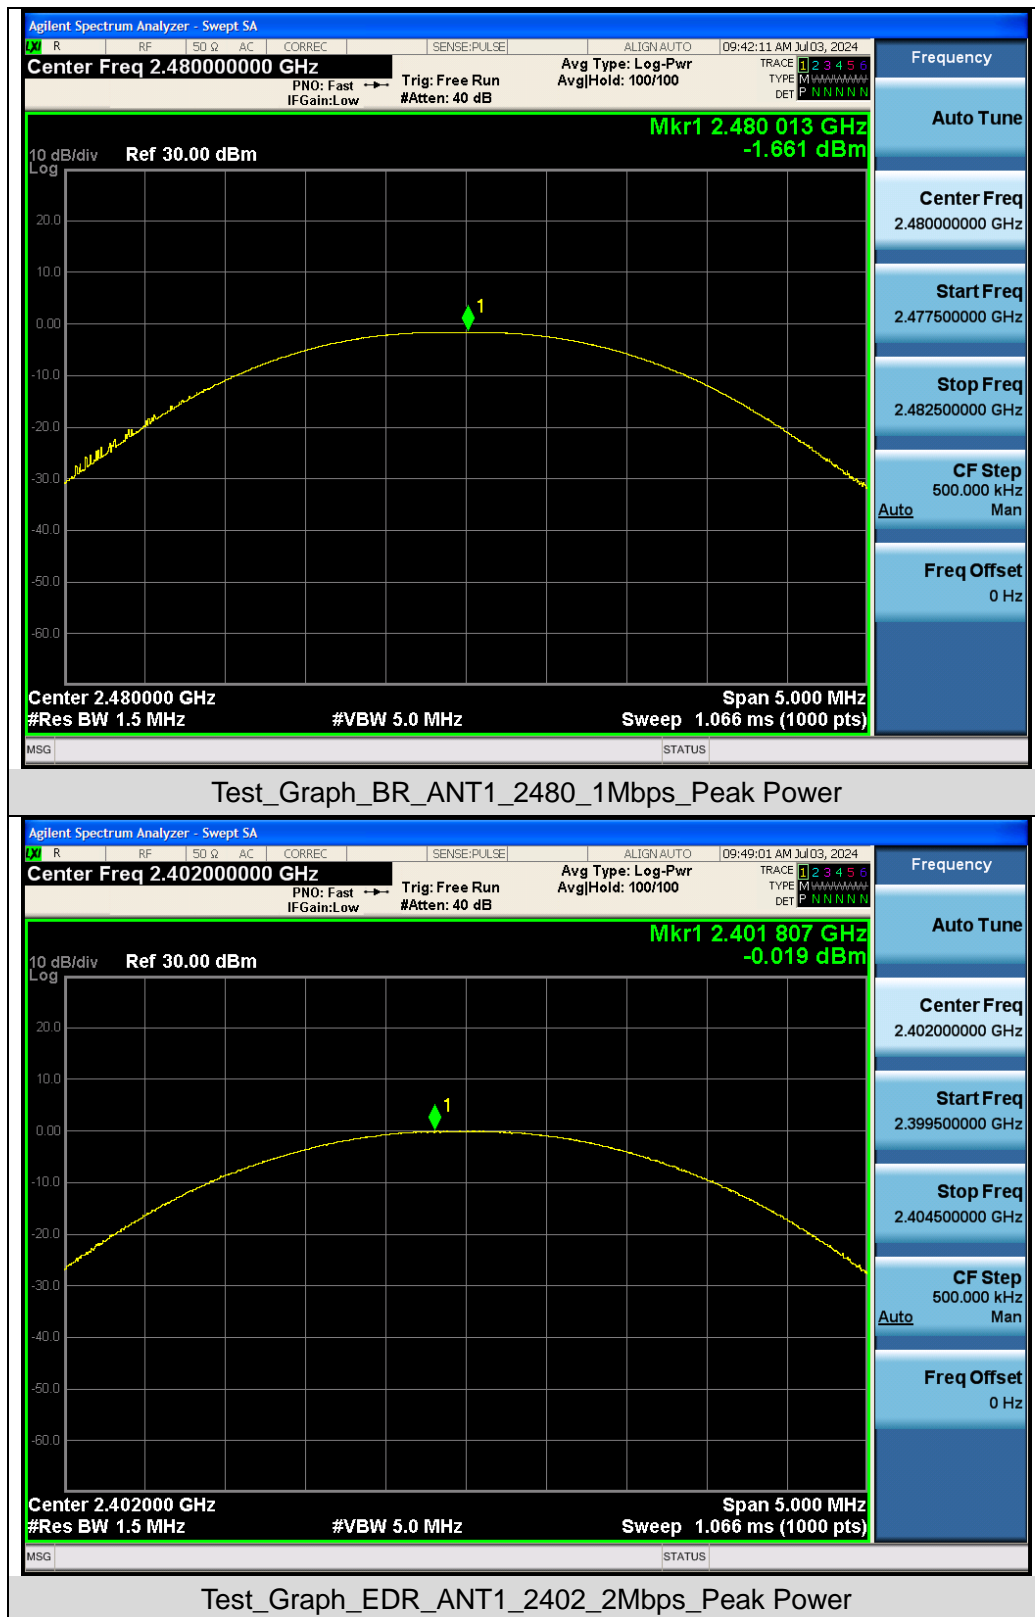 Agilent Spectrum Analyzer - Swept SA
LXI R RF 50 Ω AC CORREC SENSE:PULSE ALIGN AUTO 09:42:11 AM Jul 03, 2024
Center Freq 2.480000000 GHz
PNO: Fast
IFGain:Low
Trig: Free Run
#Atten: 40 dB
Avg Type: Log-Pwr
Avg|Hold: 100/100
TRACE 1 2 3 4 5 6
TYPE M
DET P N N N N N
Mkr1 2.480 013 GHz
-1.661 dBm
10 dB/div Ref 30.00 dBm
Log
20.0
10.0
0.00
-10.0
-20.0
-30.0
-40.0
-50.0
-60.0
1
Center 2.480000 GHz Span 5.000 MHz
#Res BW 1.5 MHz #VBW 5.0 MHz Sweep 1.066 ms (1000 pts)
MSG STATUS
Frequency
Auto Tune
Center Freq
2.480000000 GHz
Start Freq
2.477500000 GHz
Stop Freq
2.482500000 GHz
CF Step
500.000 kHz
Auto Man
Freq Offset
0 Hz
Test_Graph_BR_ANT1_2480_1Mbps_Peak Power
Agilent Spectrum Analyzer - Swept SA
LXI R RF 50 Ω AC CORREC SENSE:PULSE ALIGN AUTO 09:49:01 AM Jul 03, 2024
Center Freq 2.402000000 GHz
PNO: Fast
IFGain:Low
Trig: Free Run
#Atten: 40 dB
Avg Type: Log-Pwr
Avg|Hold: 100/100
TRACE 1 2 3 4 5 6
TYPE M
DET P N N N N N
Mkr1 2.401 807 GHz
-0.019 dBm
10 dB/div Ref 30.00 dBm
Log
20.0
10.0
0.00
-10.0
-20.0
-30.0
-40.0
-50.0
-60.0
1
Center 2.402000 GHz Span 5.000 MHz
#Res BW 1.5 MHz #VBW 5.0 MHz Sweep 1.066 ms (1000 pts)
MSG STATUS
Frequency
Auto Tune
Center Freq
2.402000000 GHz
Start Freq
2.399500000 GHz
Stop Freq
2.404500000 GHz
CF Step
500.000 kHz
Auto Man
Freq Offset
0 Hz
Test_Graph_EDR_ANT1_2402_2Mbps_Peak Power